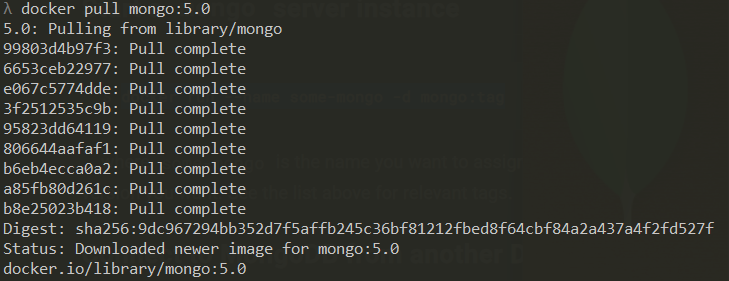 λ docker pull mongo:5.0
5.0: Pulling from library/mongo
99803d4b97f3: Pull complete
6653ceb22977: Pull complete
e067c5774dde: Pull complete
3f2512535c9b: Pull complete
95823dd64119: Pull complete
806644aafaf1: Pull complete
b6eb4ecca0a2: Pull complete
a85fb80d261c: Pull complete
b8e25023b418: Pull complete
Digest: sha256:9dc967294bb352d7f5affb245c36bf81212fbed8f64cbf84a2a437a4f2fd527f
Status: Downloaded newer image for mongo:5.0
docker.io/library/mongo:5.0